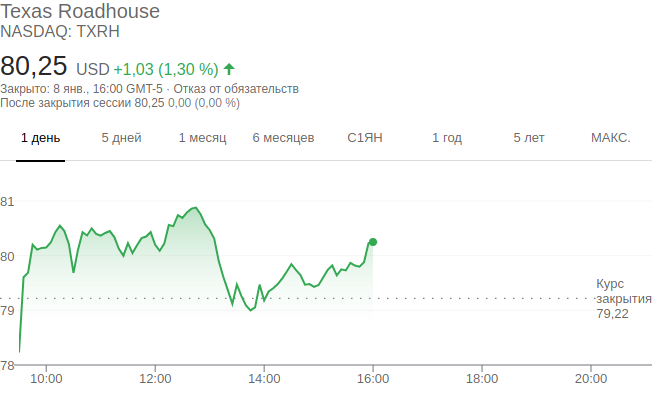 Texas Roadhouse
NASDAQ: TXRH
80,25 USD +1,03 (1,30 %)
Закрыто: 8 янв., 16:00 GMT-5 · Отказ от обязательств
После закрытия сессии 80,25 0,00 (0,00 %)
1 день 5 дней 1 месяц 6 месяцев С1ЯН 1 год 5 лет МАКС.
81
80
79
78
Курс
закрытия
79,22
10:00 12:00 14:00 16:00 18:00 20:00